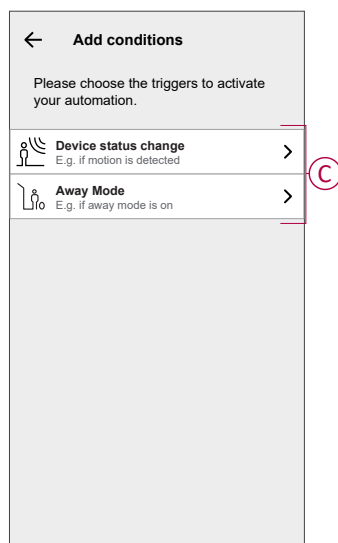 Add conditions
Please choose the triggers to activate
your automation.
Device status change
E.g. if motion is detected
Away Mode
E.g. if away mode is on
C